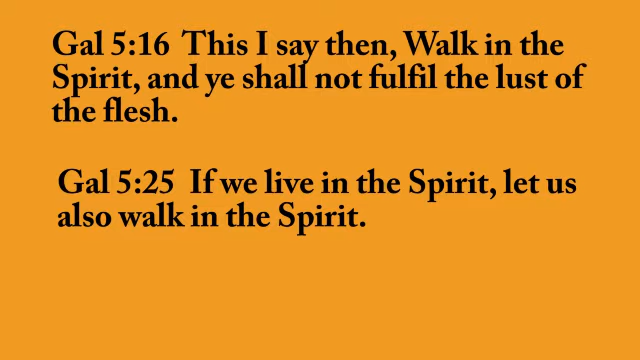 Gal 5:16  This I say then, Walk in the
Spirit, and ye shall not fulfil the lust of
the flesh.
Gal 5:25  If we live in the Spirit, let us
also walk in the Spirit.